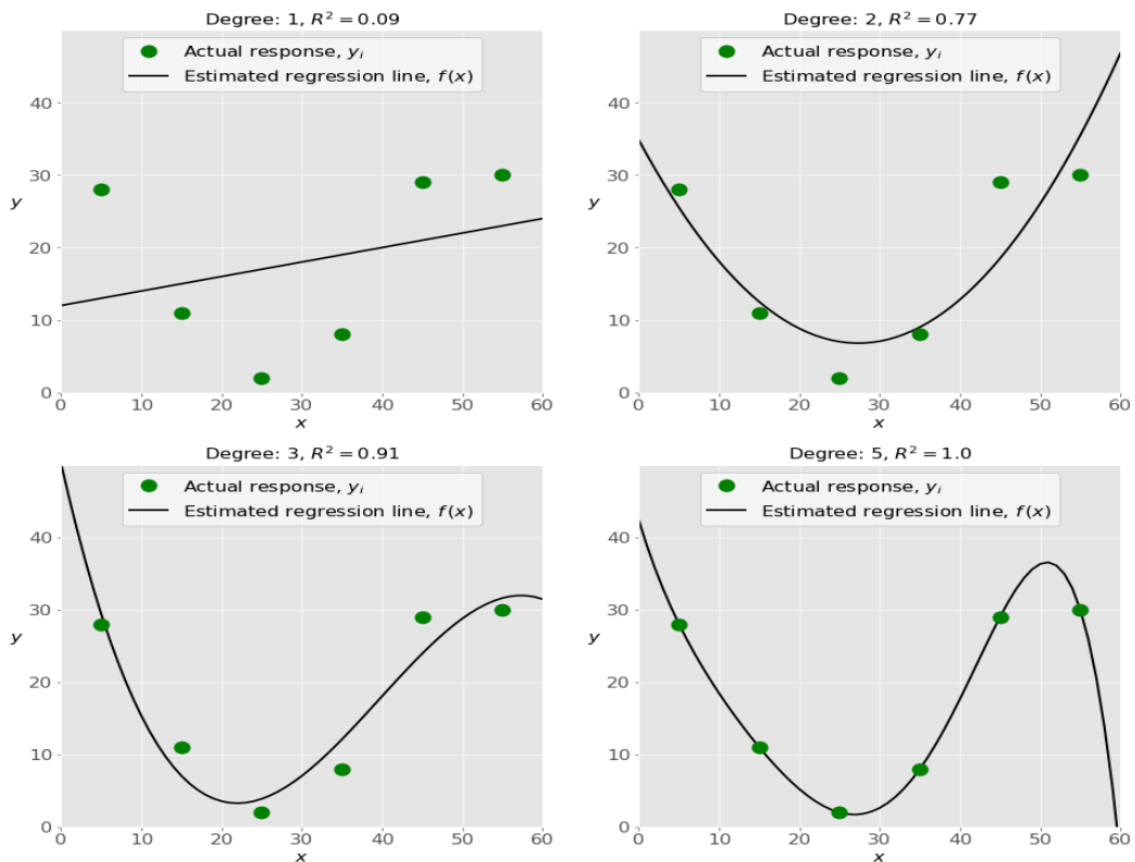 Degree: 1, R² = 0.09
Actual response, yᵢ
Estimated regression line, f(x)
40
30
y
20
10
0
0 10 20 30 40 50 60
x
Degree: 2, R² = 0.77
Actual response, yᵢ
Estimated regression line, f(x)
40
30
y
20
10
0
0 10 20 30 40 50 60
x
Degree: 3, R² = 0.91
Actual response, yᵢ
Estimated regression line, f(x)
40
30
y
20
10
0
0 10 20 30 40 50 60
x
Degree: 5, R² = 1.0
Actual response, yᵢ
Estimated regression line, f(x)
40
30
y
20
10
0
0 10 20 30 40 50 60
x